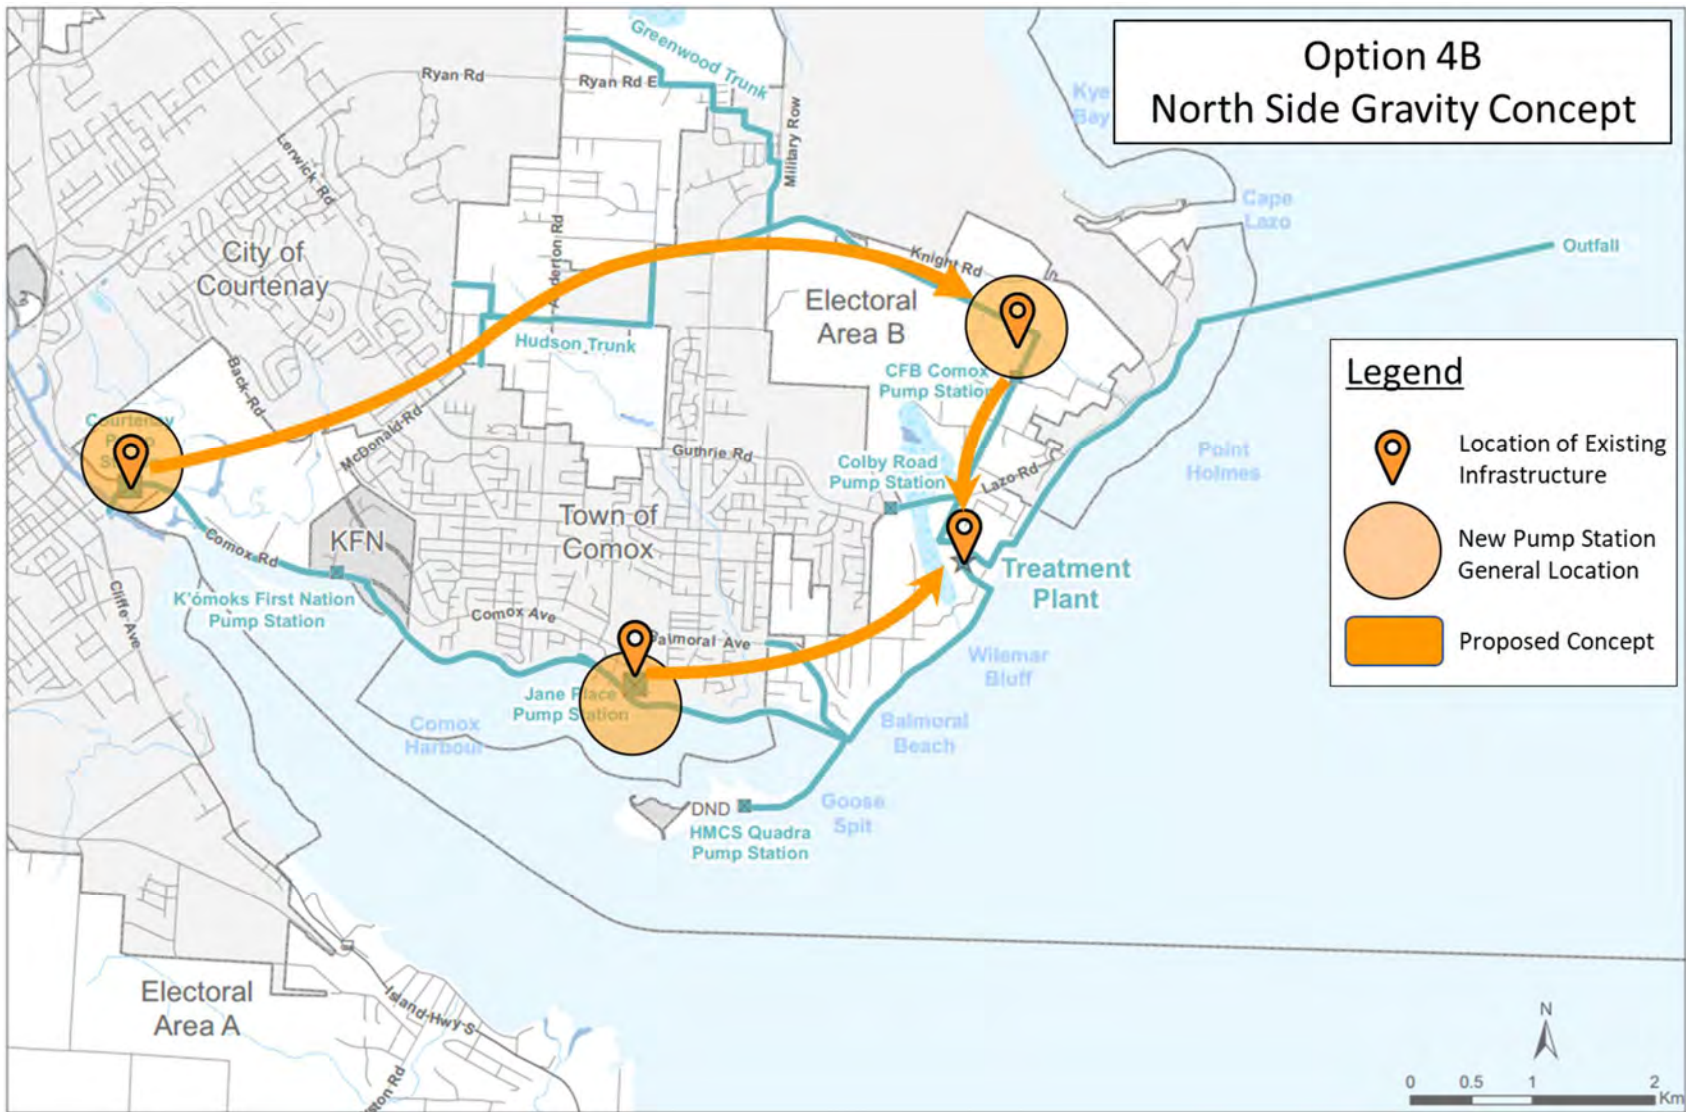 Option 4B
North Side Gravity Concept
Greenwood Trunk
Ryan Rd
Ryan Rd E
Military Row
Kye
Bay
Lerwick Rd
Cape
Lazo
City of
Courtenay
Anderton Rd
Knight Rd
Outfall
Electoral
Area B
Hudson Trunk
CFB Comox
Pump Station
Back Rd
McDonald Rd
Courtenay
Pump
Station
Guthrie Rd
Colby Road
Pump Station
Lazo Rd
Point
Holmes
Legend
Location of Existing
Infrastructure
New Pump Station
General Location
Proposed Concept
Town of
Comox
KFN
Comox Rd
Treatment
Plant
K'ómoks First Nation
Pump Station
Cliffe Ave
Comox Ave
Balmoral Ave
Wilemar
Bluff
Jane Place
Pump Station
Comox
Harbour
Balmoral
Beach
DND
Goose
Spit
HMCS Quadra
Pump Station
Electoral
Area A
Island Hwy S
N
0 0.5 1 2
Km